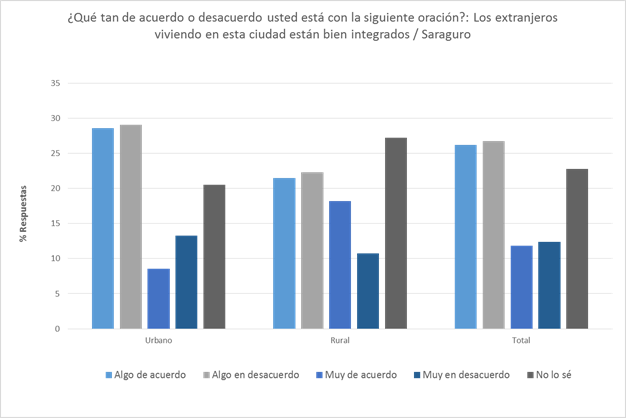 ¿Qué tan de acuerdo o desacuerdo usted está con la siguiente oración?: Los extranjeros
viviendo en esta ciudad están bien integrados / Saraguro
35
30
25
20
15
10
5
0
% Respuestas
Urbano Rural Total
Algo de acuerdo Algo en desacuerdo Muy de acuerdo Muy en desacuerdo No lo sé